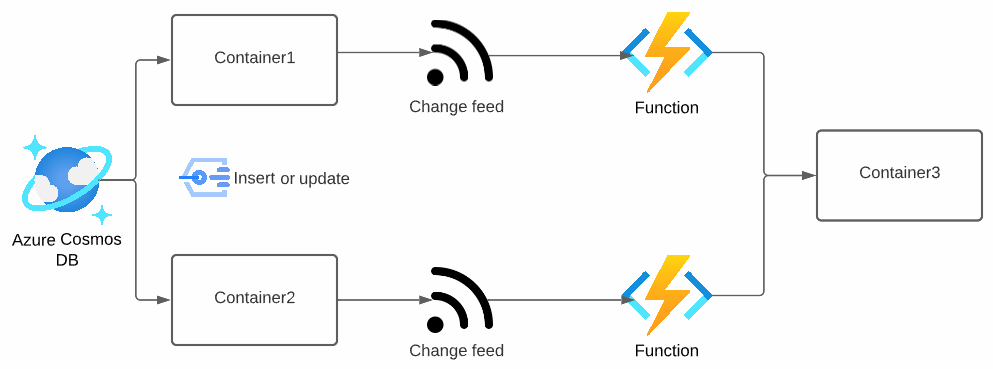 Container1
Change feed
Function
Azure Cosmos
DB
Insert or update
Container3
Container2
Change feed
Function